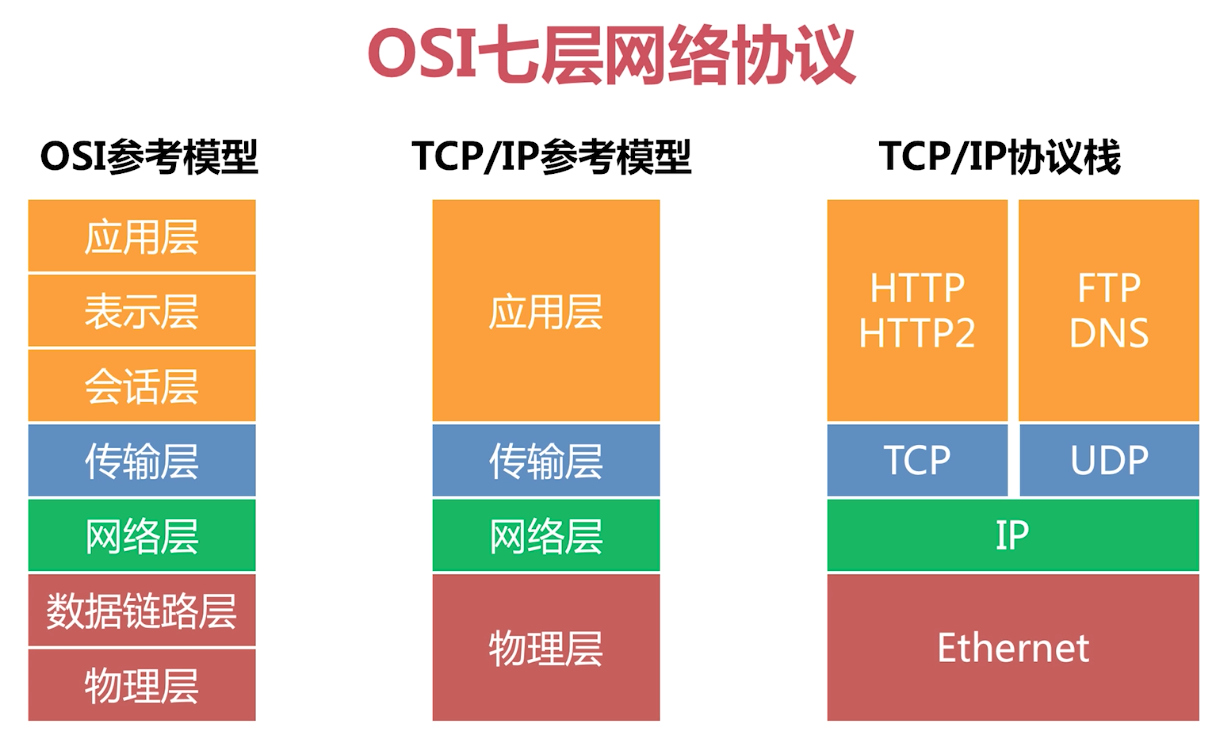 OSI七层网络协议
OSI参考模型
应用层
表示层
会话层
传输层
网络层
数据链路层
物理层
TCP/IP参考模型
应用层
传输层
网络层
物理层
TCP/IP协议栈
HTTP
HTTP2
FTP
DNS
TCP
UDP
IP
Ethernet